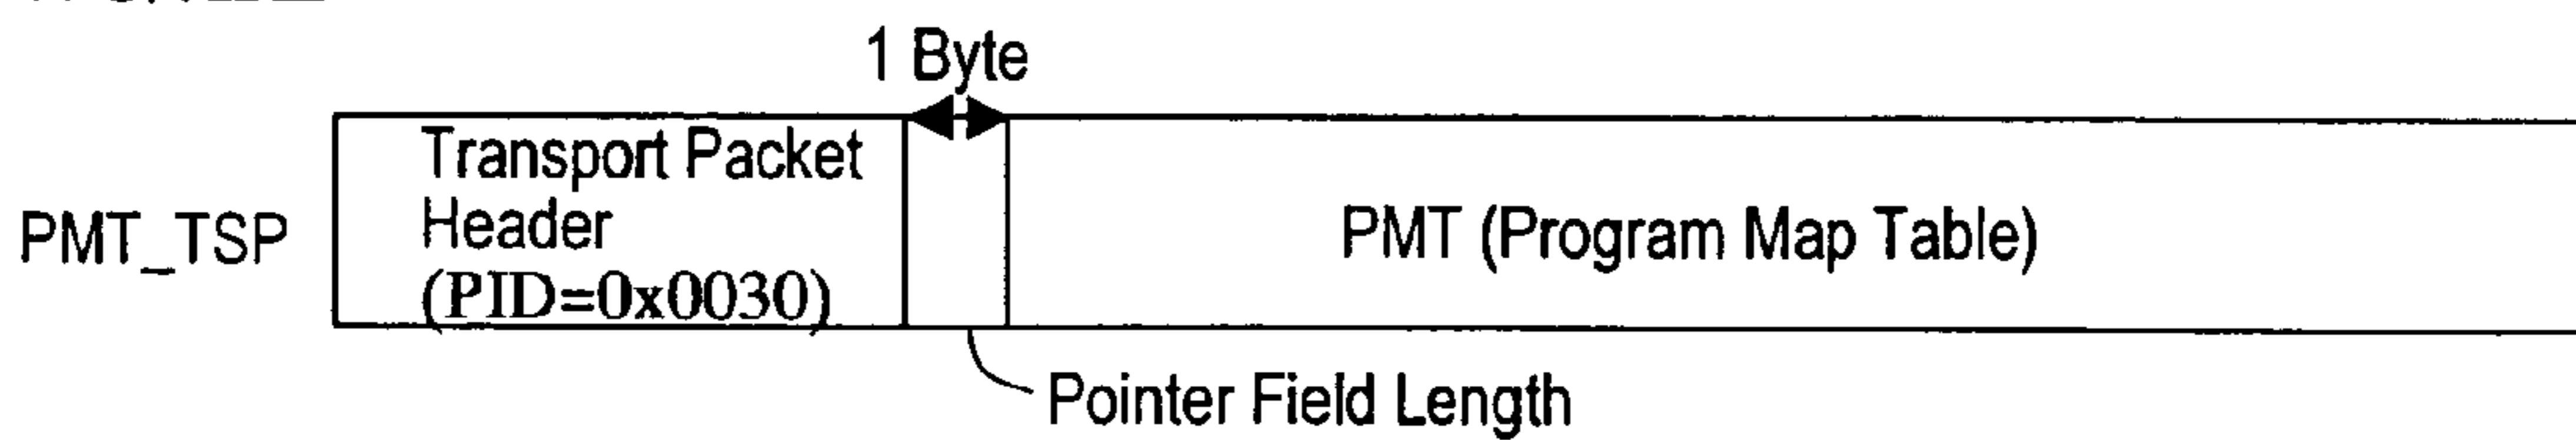 1 Byte
PMT_TSP
Transport Packet
Header
(PID=0x0030)
PMT (Program Map Table)
Pointer Field Length